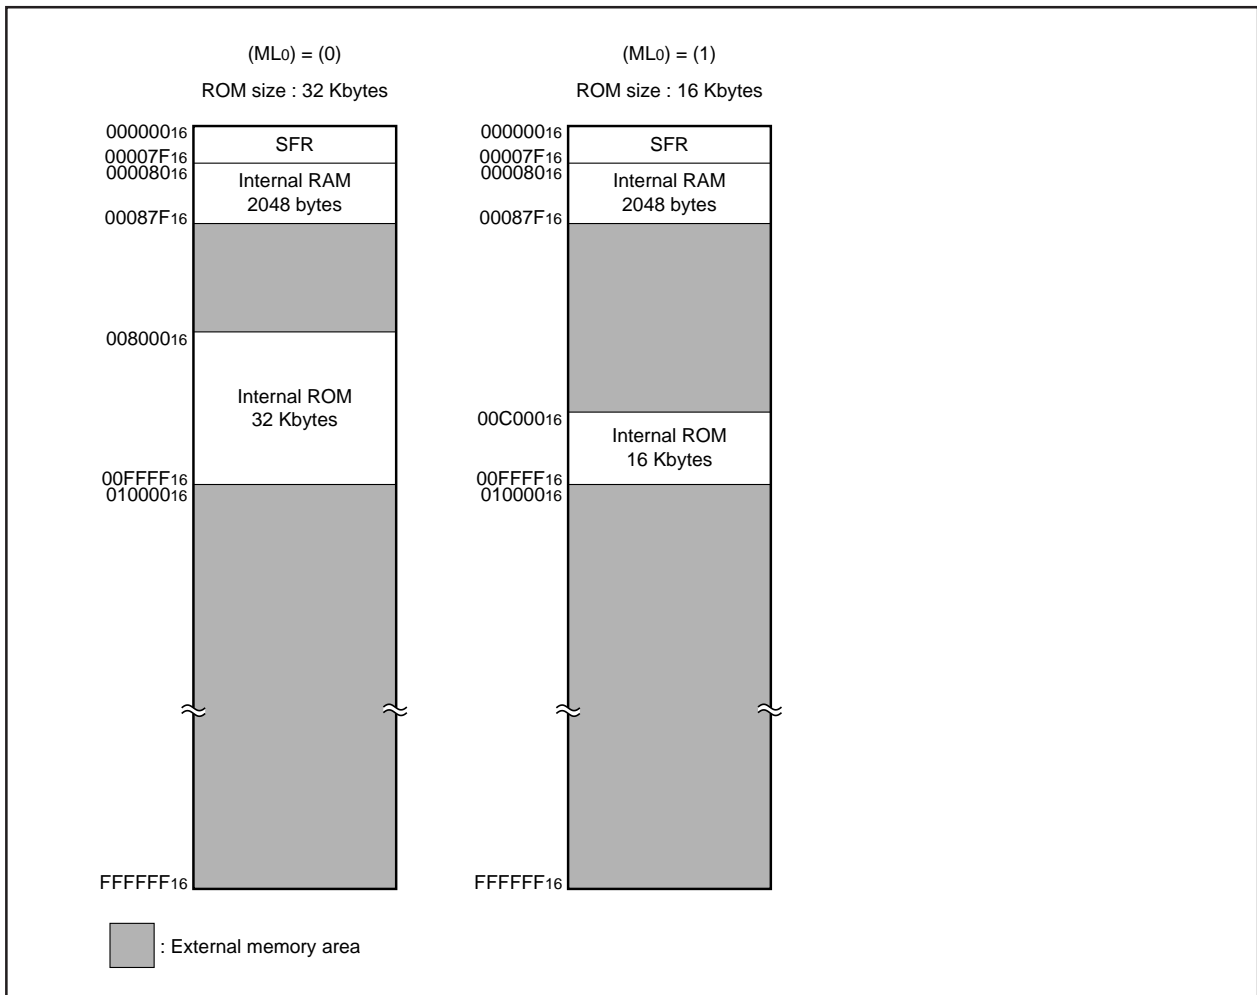 (ML0) = (0)
ROM size : 32 Kbytes
00000016
00007F16
00008016
00087F16
00800016
00FFFF16
01000016
FFFFFF16
SFR
Internal RAM
2048 bytes
Internal ROM
32 Kbytes
(ML0) = (1)
ROM size : 16 Kbytes
00000016
00007F16
00008016
00087F16
00C00016
00FFFF16
01000016
FFFFFF16
SFR
Internal RAM
2048 bytes
Internal ROM
16 Kbytes
: External memory area